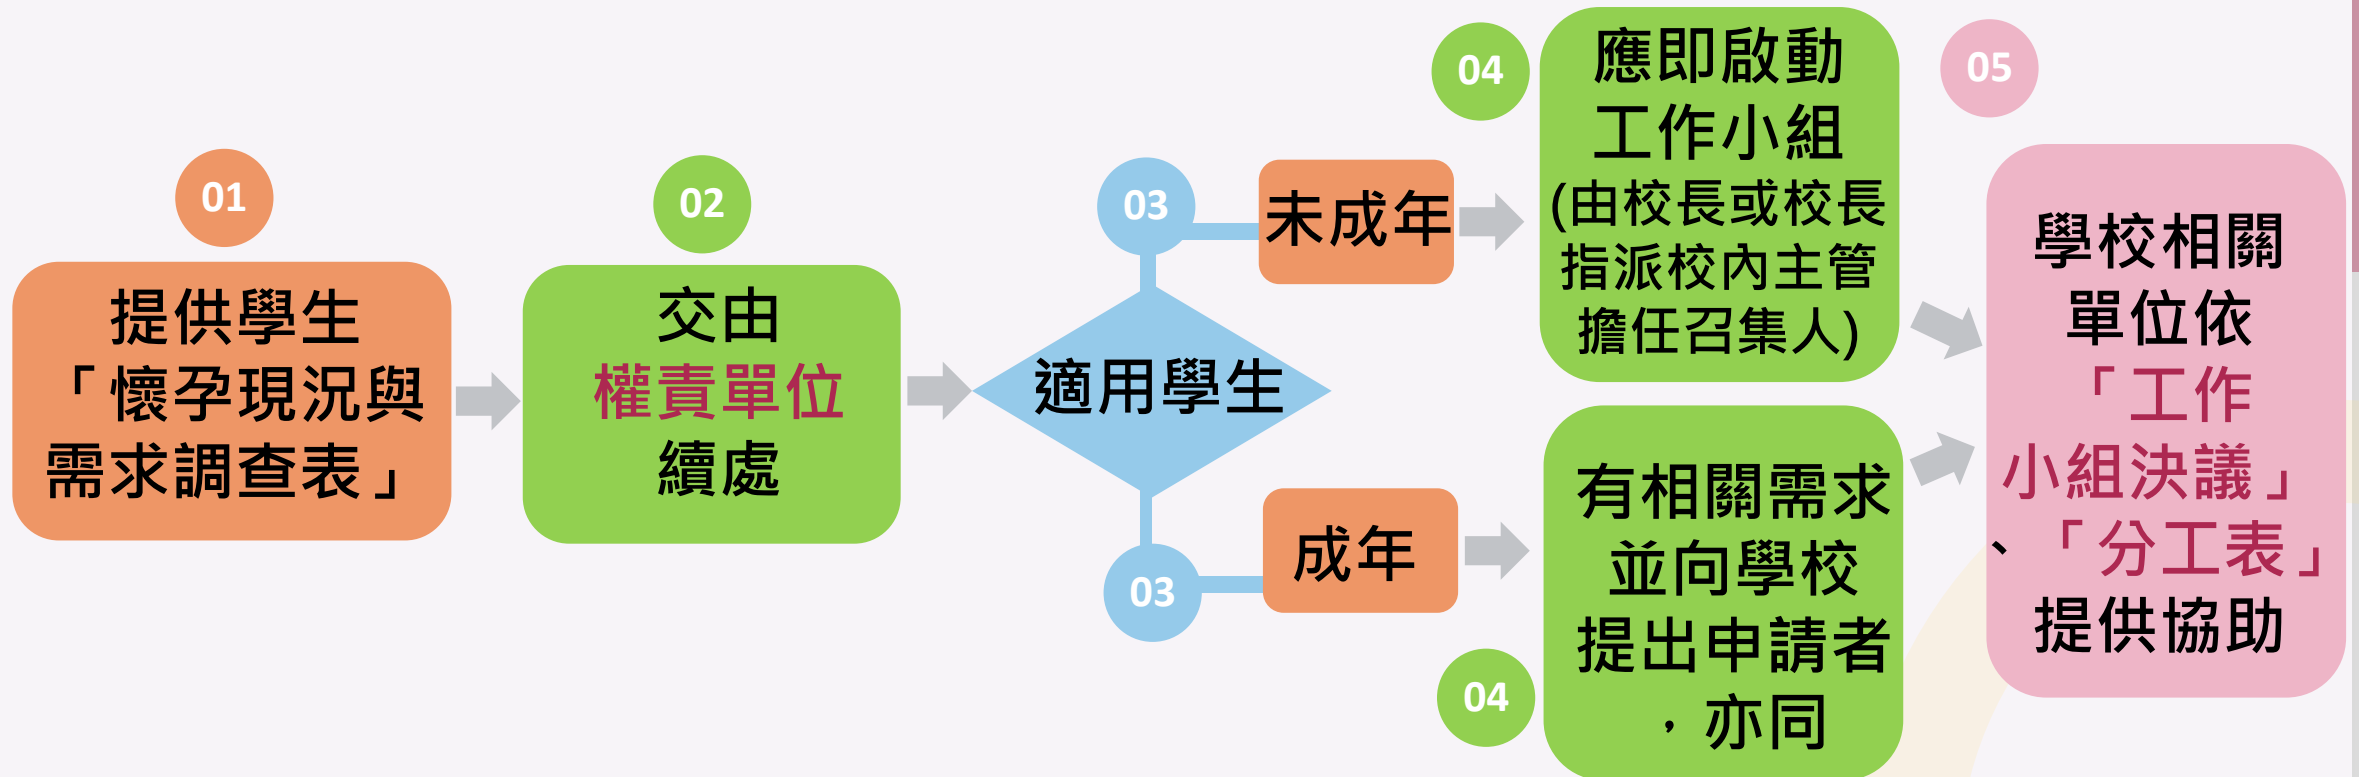 01
提供學生
「懷孕現況與
需求調查表」
02
交由
權責單位
續處
適用學生
03
未成年
04
應即啟動
工作小組
(由校長或校長
指派校內主管
擔任召集人)
03
成年
04
有相關需求
並向學校
提出申請者
，亦同
05
學校相關
單位依
「工作
小組決議」
、「分工表」
提供協助